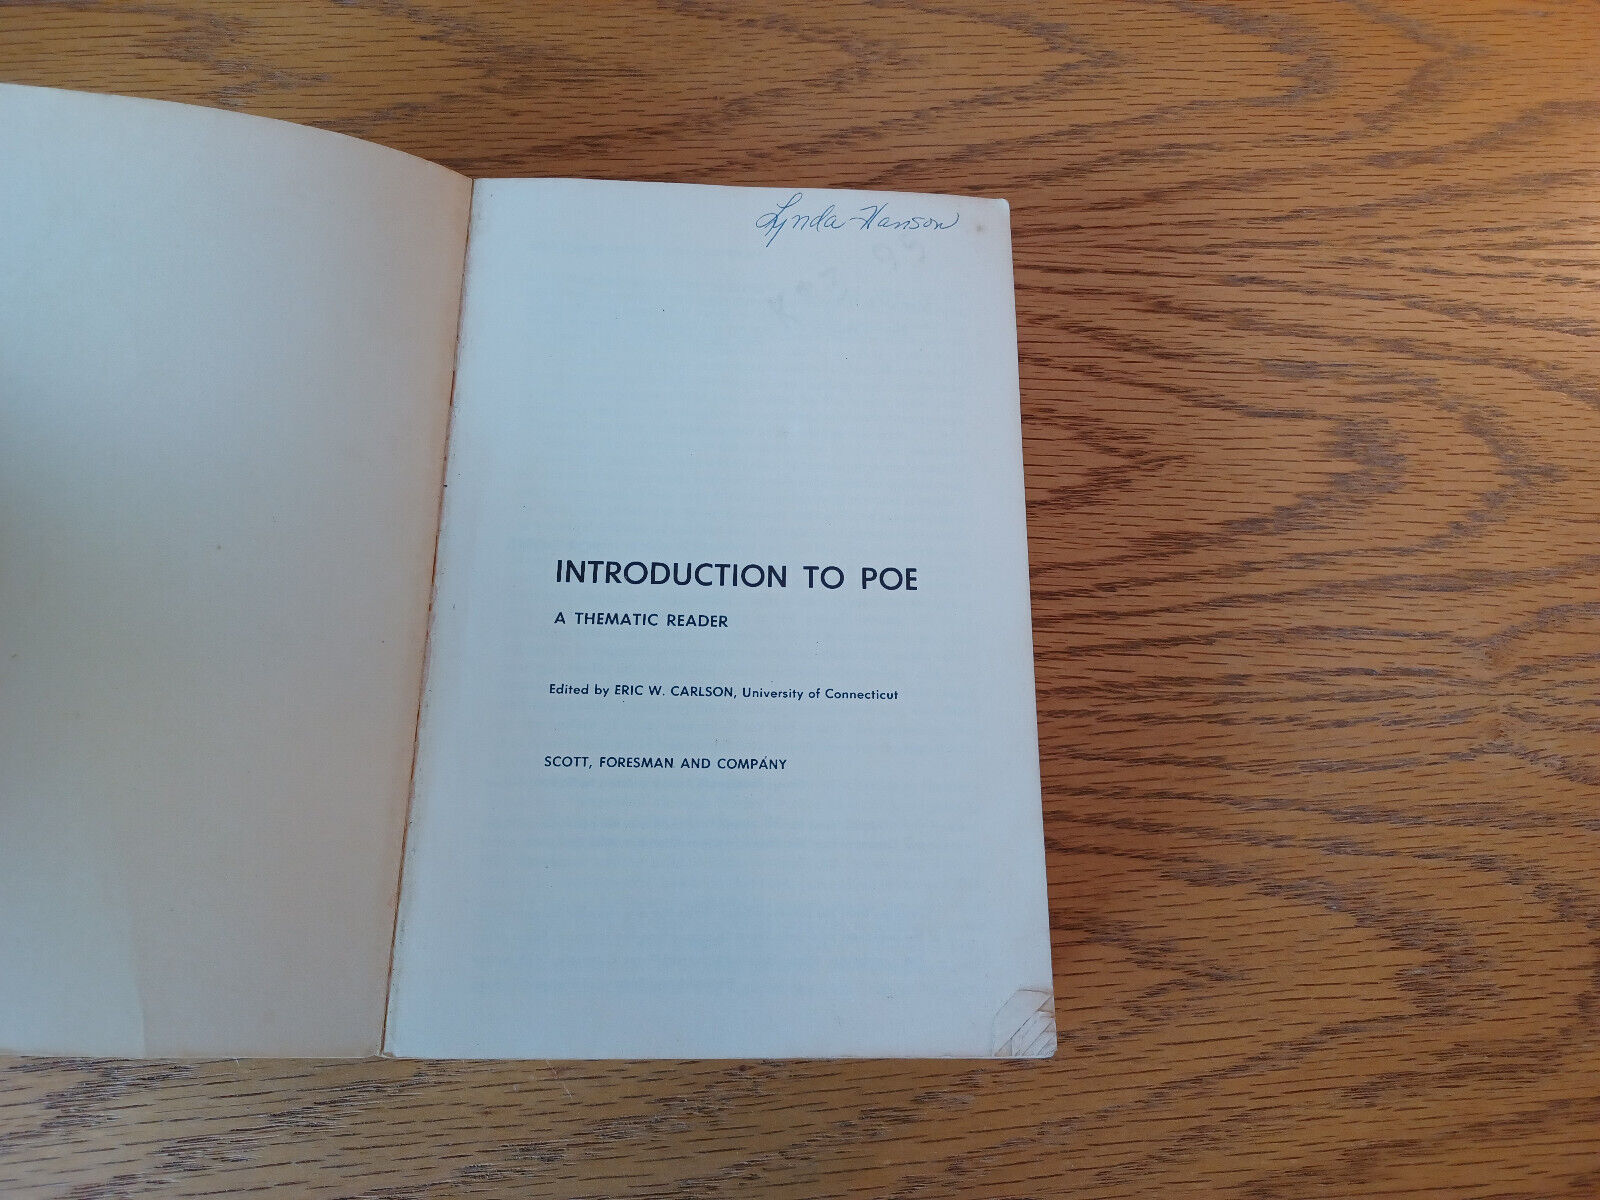 Lynda Hanson
INTRODUCTION TO POE
A THEMATIC READER
Edited by ERIC W. CARLSON, University of Connecticut
SCOTT, FORESMAN AND COMPANY